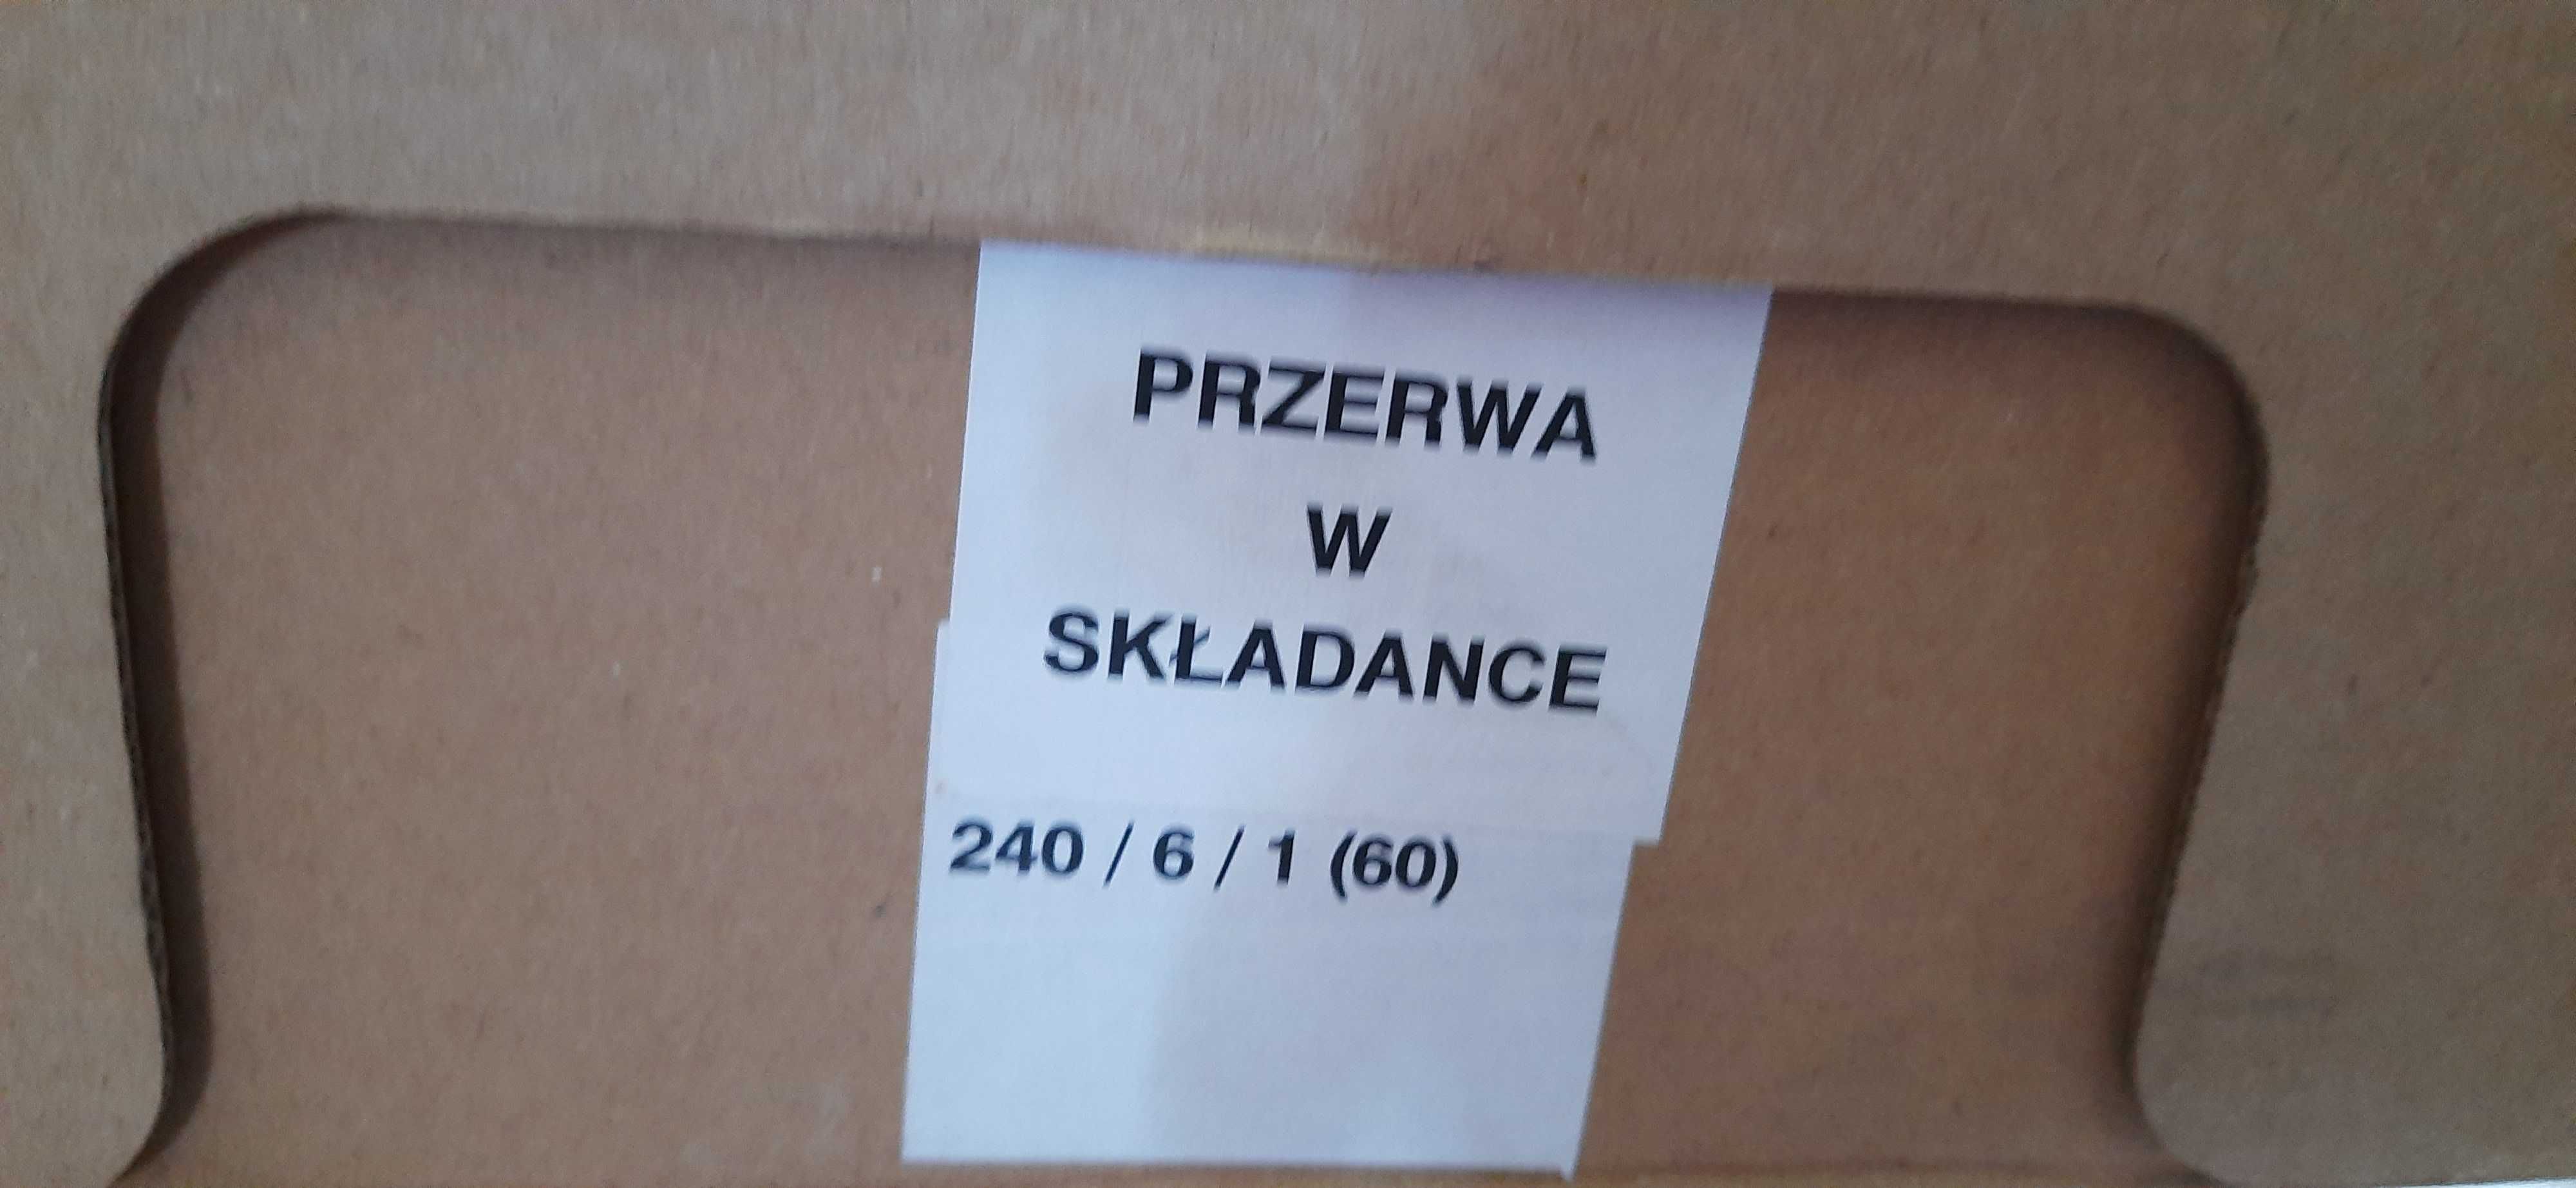 PRZERWA
W
SKŁADANCE
240 / 6 / 1 (60)